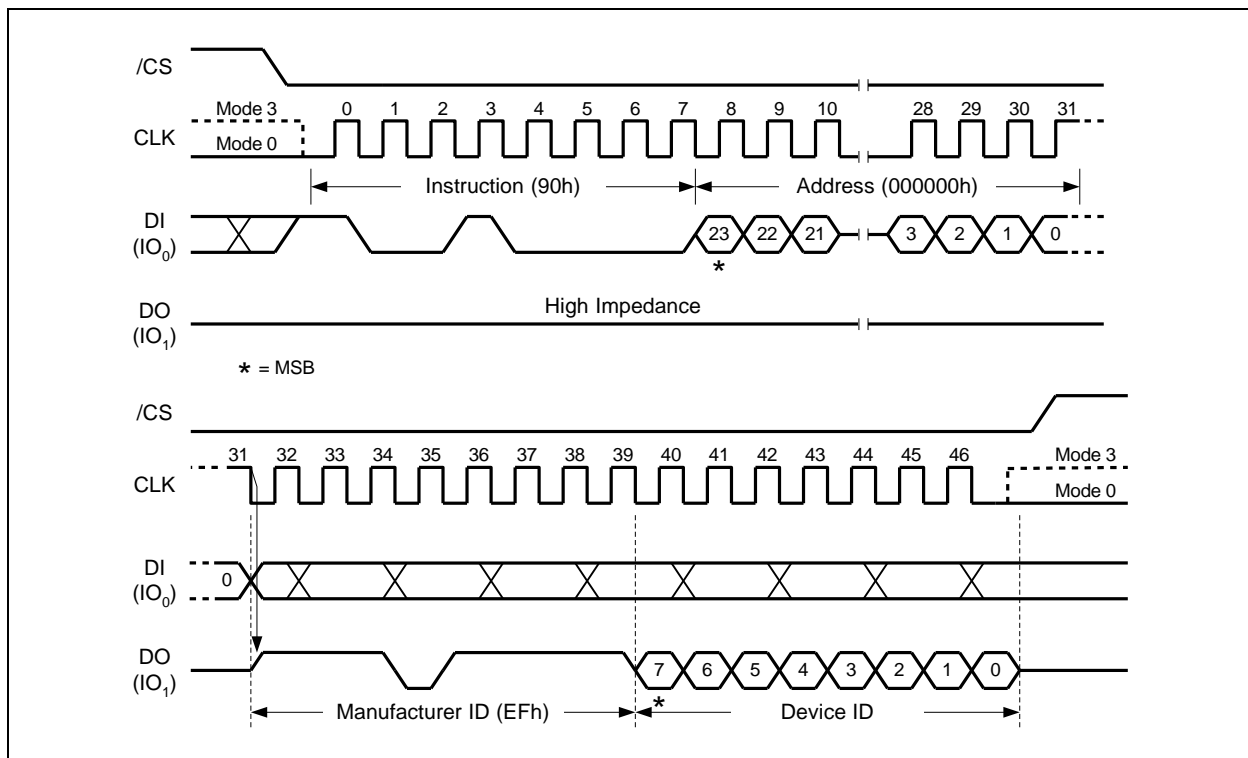 /CS
Mode 3 0 1 2 3 4 5 6 7 8 9 10 28 29 30 31
CLK
Mode 0
Instruction (90h) Address (000000h)
DI
(IO0) 23 22 21 3 2 1 0
*
High Impedance
DO
(IO1)
* = MSB
/CS
31 32 33 34 35 36 37 38 39 40 41 42 43 44 45 46 Mode 3
CLK
Mode 0
DI
(IO0) 0
DO
(IO1) 7 6 5 4 3 2 1 0
*
Manufacturer ID (EFh) Device ID